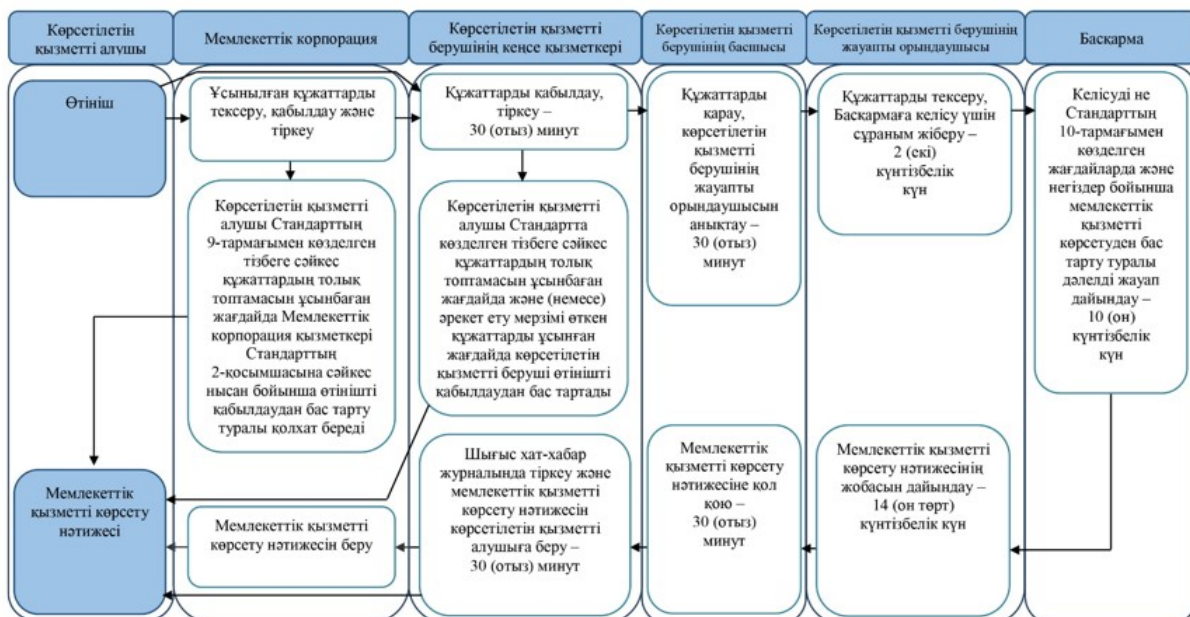 Көрсетілетін
қызметті алушы
Мемлекеттік корпорация
Көрсетілетін қызметті
берушінің кеңсе қызметкері
Көрсетілетін қызметті
берушінің басшысы
Көрсетілетін қызметті берушінің
жауапты орындаушысы
Басқарма
Өтініш
Ұсынылған құжаттарды
тексеру, қабылдау және
тіркеу
Құжаттарды қабылдау,
тіркеу –
30 (отыз) минут
Құжаттарды
қарау,
көрсетілетін
қызметті
берушінің
жауапты
орындаушысын
анықтау –
30 (отыз)
минут
Құжаттарды тексеру,
Басқармаға келісу үшін
сұраным жіберу –
2 (екі)
күнтізбелік
күн
Келісуді не
Стандарттың
10-тармағымен
көзделген
жағдайларда және
негіздер бойынша
мемлекеттік
қызметті
көрсетуден бас
тарту туралы
дәлелді жауап
дайындау –
10 (он)
күнтізбелік
күн
Көрсетілетін қызметті
алушы Стандарттың
9-тармағымен көзделген
тізбеге сәйкес
құжаттардың толық
топтамасын ұсынбаған
жағдайда Мемлекеттік
корпорация қызметкері
Стандарттың
2-қосымшасына сәйкес
нысан бойынша өтінішті
қабылдаудан бас тарту
туралы қолхат береді
Көрсетілетін қызметті
алушы Стандартта
көзделген тізбеге сәйкес
құжаттардың толық
топтамасын ұсынбаған
жағдайда және (немесе)
әрекет ету мерзімі өткен
құжаттарды ұсынған
жағдайда көрсетілетін
қызметті беруші өтінішті
қабылдаудан бас тартады
Мемлекеттік
қызметті көрсету
нәтижесі
Мемлекеттік қызметті
көрсету нәтижесін беру
Шығыс хат-хабар
журналында тіркеу және
мемлекеттік қызметті
көрсету нәтижесін
көрсетілетін қызметті
алушыға беру –
30 (отыз) минут
Мемлекеттік
қызметті көрсету
нәтижесіне қол
қою –
30 (отыз)
минут
Мемлекеттік қызметті
көрсету нәтижесінің
жобасын дайындау –
14 (он төрт)
күнтізбелік күн